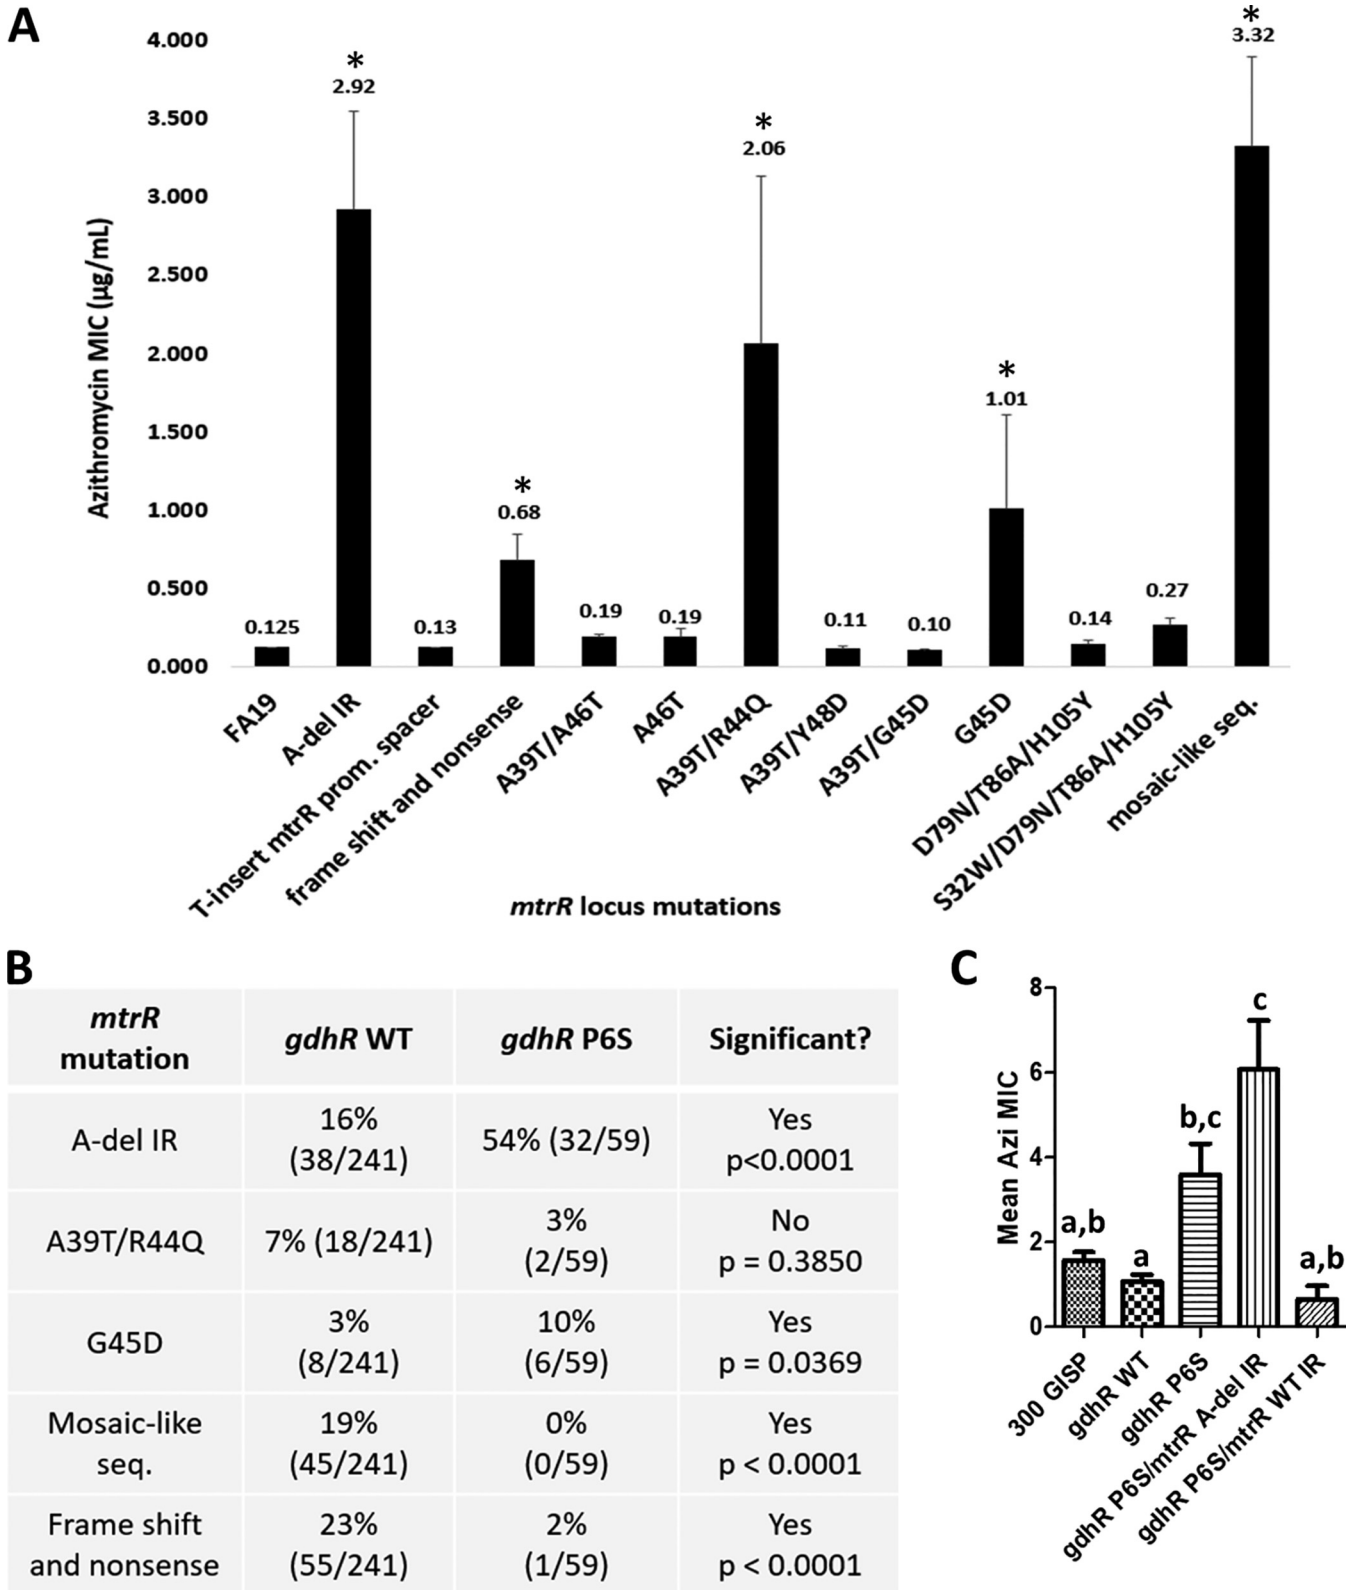 A
4.000
3.500
3.000
2.500
2.000
1.500
1.000
0.500
0.000
Azithromycin MIC (µg/mL)
0.125
*
2.92
0.13
*
0.68
0.19
0.19
*
2.06
0.11
0.10
*
1.01
0.14
0.27
*
3.32
FA19
A-del IR
T-insert mtrR prom. spacer
frame shift and nonsense
A39T/A46T
A46T
A39T/R44Q
A39T/Y48D
A39T/G45D
G45D
D79N/T86A/H105Y
S32W/D79N/T86A/H105Y
mosaic-like seq.
mtrR locus mutations
B
mtrR
mutation
gdhR WT
gdhR P6S
Significant?
A-del IR
16%
(38/241)
54% (32/59)
Yes
p<0.0001
A39T/R44Q
7% (18/241)
3%
(2/59)
No
p = 0.3850
G45D
3%
(8/241)
10%
(6/59)
Yes
p = 0.0369
Mosaic-like
seq.
19%
(45/241)
0%
(0/59)
Yes
p < 0.0001
Frame shift
and nonsense
23%
(55/241)
2%
(1/59)
Yes
p < 0.0001
C
8
6
4
2
0
Mean Azi MIC
a,b
a
b,c
c
a,b
300 GISP
gdhR WT
gdhR P6S
gdhR P6S/mtrR A-del IR
gdhR P6S/mtrR WT IR